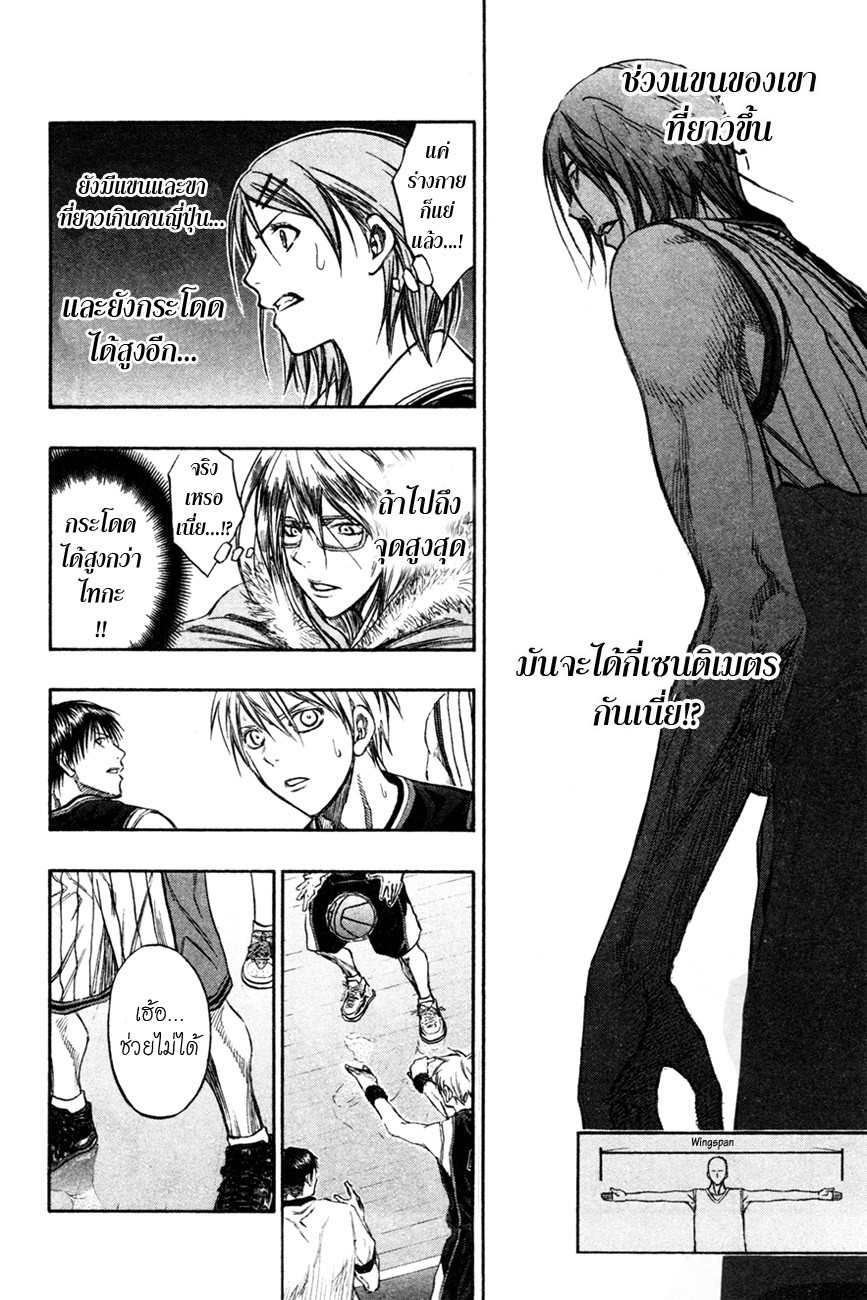 ช่วงแขนของเขา
ที่ยาวขึ้น
มันจะได้กี่เซนติเมตร
กันเนี่ย!?
Wingspan
แค่
ร่างกาย
ก็แย่
แล้ว...!
ยังมีแขนและขา
ที่ยาวเกินคนญี่ปุ่น...
และยังกระโดด
ได้สูงอีก...
ถ้าไปถึง
จุดสูงสุด
จริง
เหรอ
เนี่ย...!?
กระโดด
ได้สูงกว่า
ไทกะ
!!
เฮ้อ...
ช่วยไม่ได้